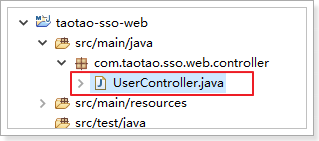 taotao-sso-web
src/main/java
com.taotao.sso.web.controller
UserController.java
src/main/resources
src/test/java